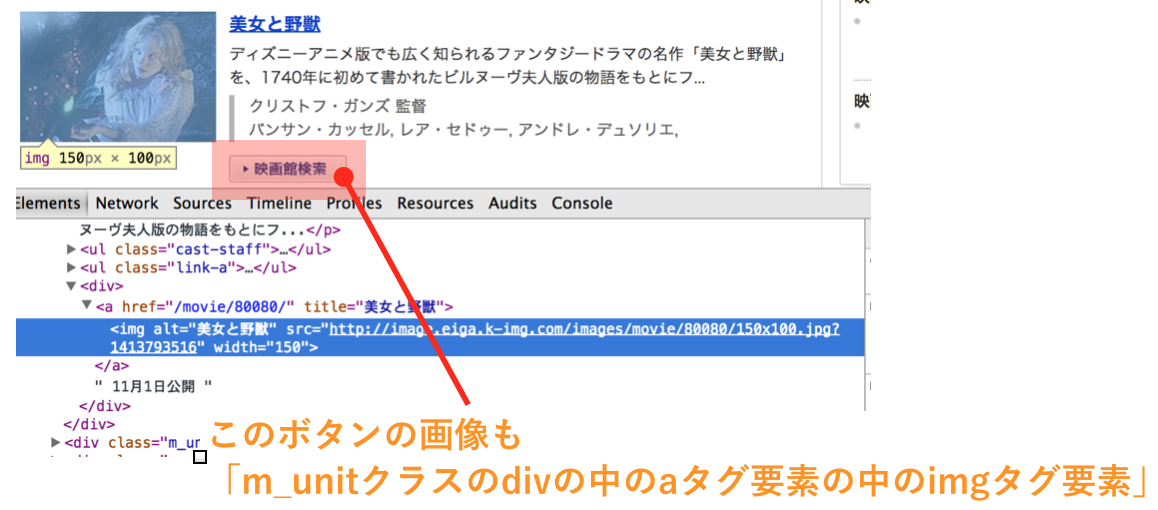 美女と野獣
ディズニーアニメ版でも広く知られるファンタジードラマの名作「美女と野獣」
を、1740年に初めて書かれたビルヌーヴ夫人版の物語をもとにフ...
クリストフ・ガンズ 監督
バンサン・カッセル, レア・セドゥー, アンドレ・デュソリエ,
映
img 150px × 100px
映画館検索
Elements Network Sources Timeline Profiles Resources Audits Console
ヌーヴ夫人版の物語をもとにフ...</p>
▶<ul class="cast-staff">…</ul>
▶<ul class="link-a">…</ul>
▼<div>
▼<a href="/movie/80080/" title="美女と野獣">
<img alt="美女と野獣" src="http://image.eiga.k-img.com/images/movie/80080/150x100.jpg?
1413793516" width="150">
</a>
" 11月1日公開 "
</div>
</div>
▶<div class="m_un
このボタンの画像も
「m_unitクラスのdivの中のaタグ要素の中のimgタグ要素」